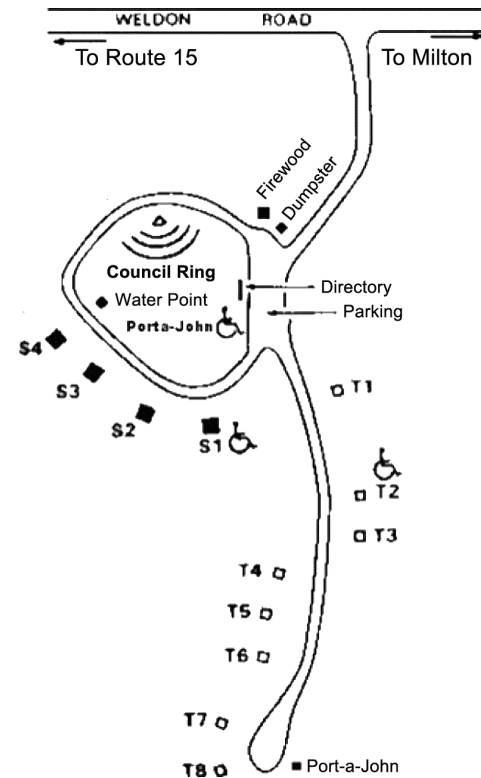 WELDON ROAD
To Route 15
To Milton
Firewood
Dumpster
Council Ring
Directory
Water Point
Parking
Porta-John
S4
S3
S2
S1
T1
T2
T3
T4
T5
T6
T7
T8
Port-a-John